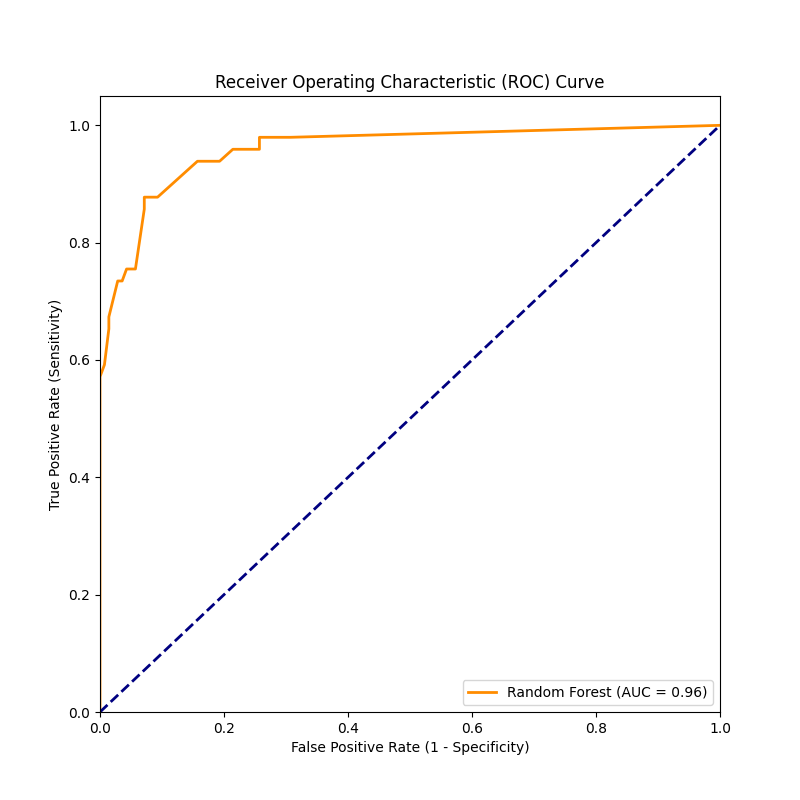 Receiver Operating Characteristic (ROC) Curve
1.0
0.8
0.6
0.4
0.2
0.0
True Positive Rate (Sensitivity)
Random Forest (AUC = 0.96)
0.0 0.2 0.4 0.6 0.8 1.0
False Positive Rate (1 - Specificity)